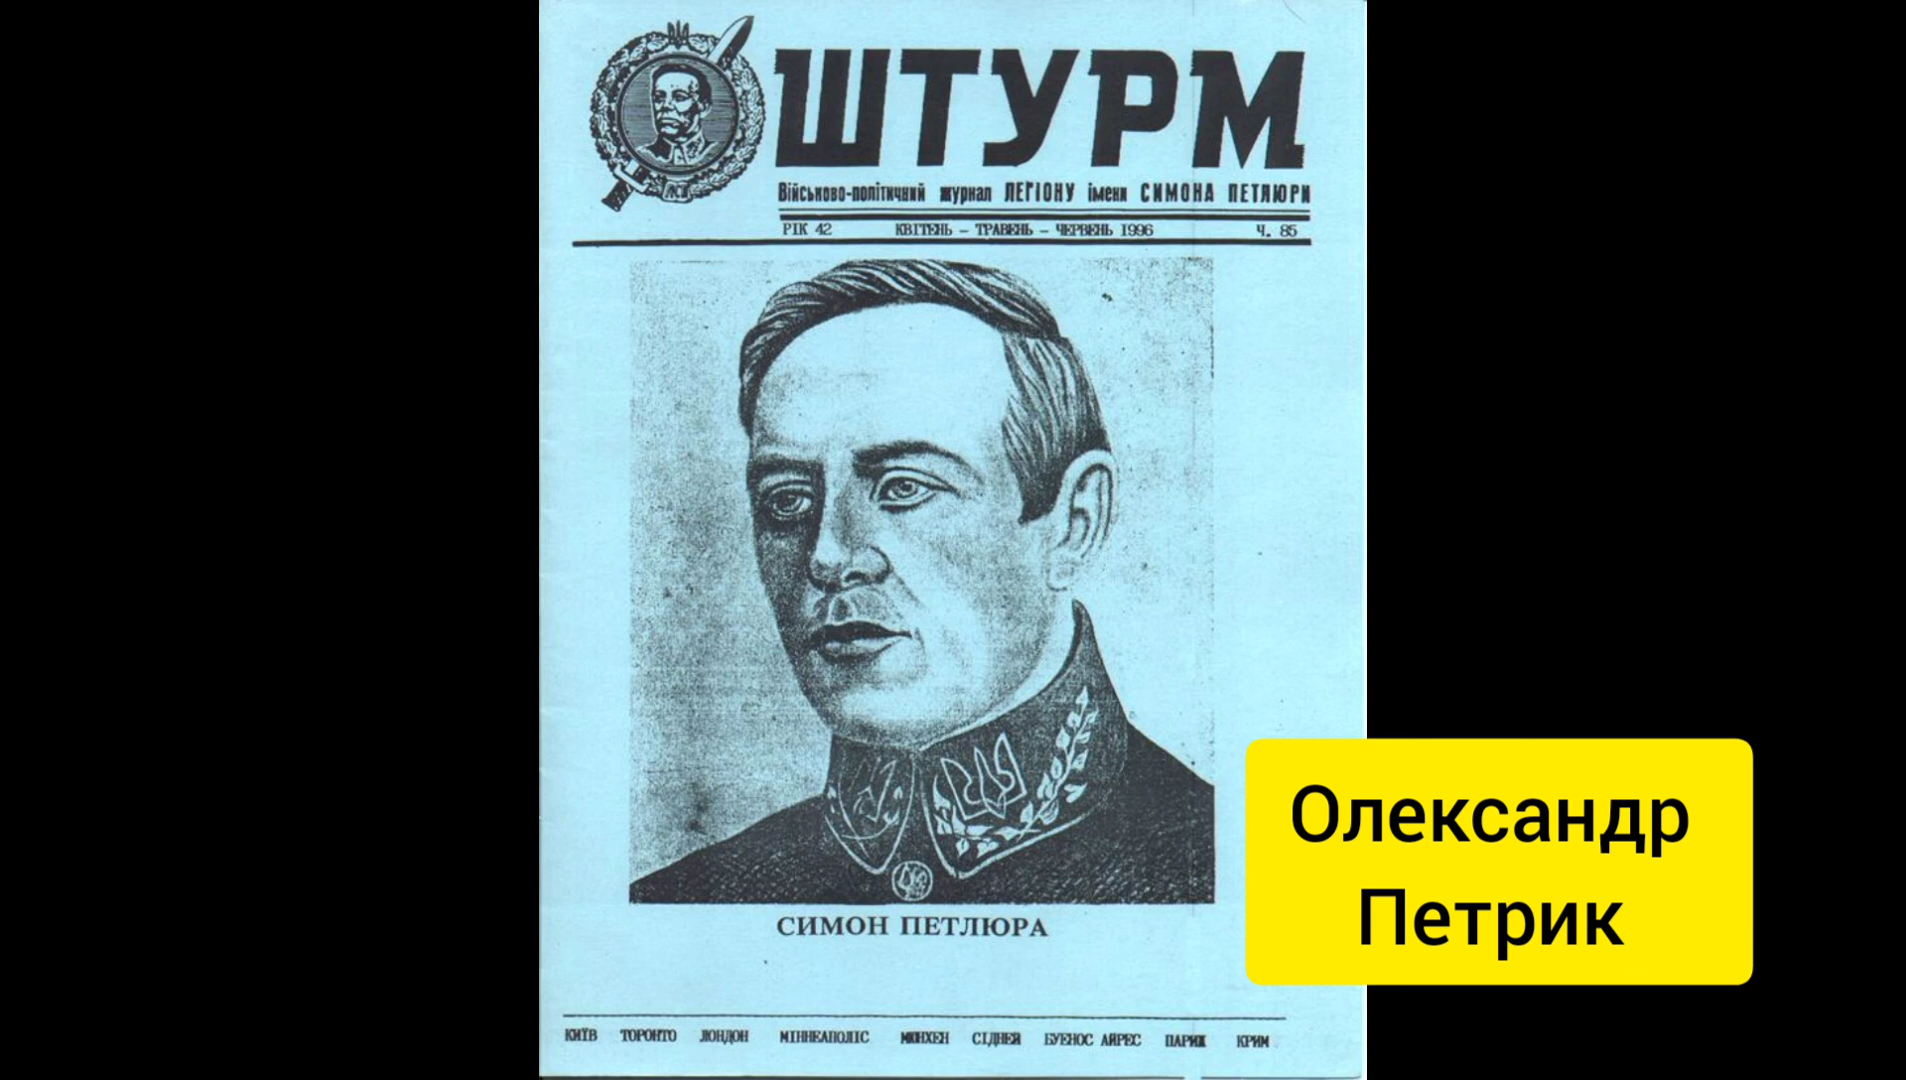 ШТУРМ
Військово-політичний журнал ЛЕҐІОНУ імени СИМОНА ПЕТЛЮРИ
РІК 42 КВІТЕНЬ – ТРАВЕНЬ – ЧЕРВЕНЬ 1996 Ч. 85
СИМОН ПЕТЛЮРА
Олександр
Петрик
КИЇВ ТОРОНТО ЛОНДОН МІННЕАПОЛІС МЮНХЕН СІДНЕЙ БУЕНОС АЙРЕС ПАРИЖ КРИМ